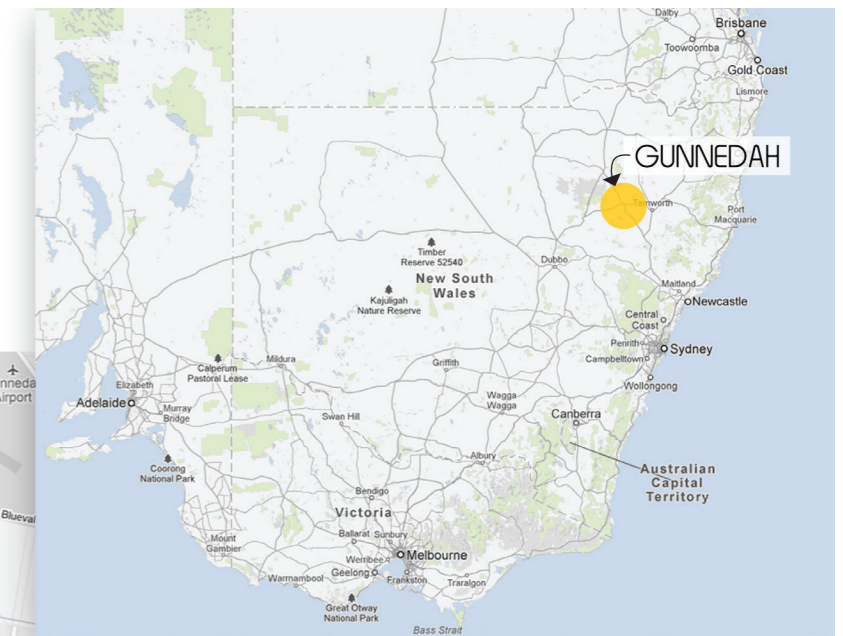 Dalby
Brisbane
Toowoomba
Gold Coast
Lismore
GUNNEDAH
Tamworth
Port
Macquarie
Timber
Reserve 52540
Dubbo
New South
Wales
Kajuligah
Nature Reserve
Maitland
Newcastle
Central
Coast
Penrith
Sydney
Campbelltown
Calperum
Pastoral Lease
Mildura
Griffith
Wollongong
Elizabeth
Adelaide
Murray
Bridge
Wagga
Wagga
Swan Hill
Canberra
Albury
Coorong
National Park
Australian
Capital
Territory
Bendigo
Victoria
Mount
Gambier
Ballarat
Sunbury
Melbourne
Werribee
Geelong
Frankston
Traralgon
Warrnambool
Great Otway
National Park
Bass Strait
nneda
irport
Blueval